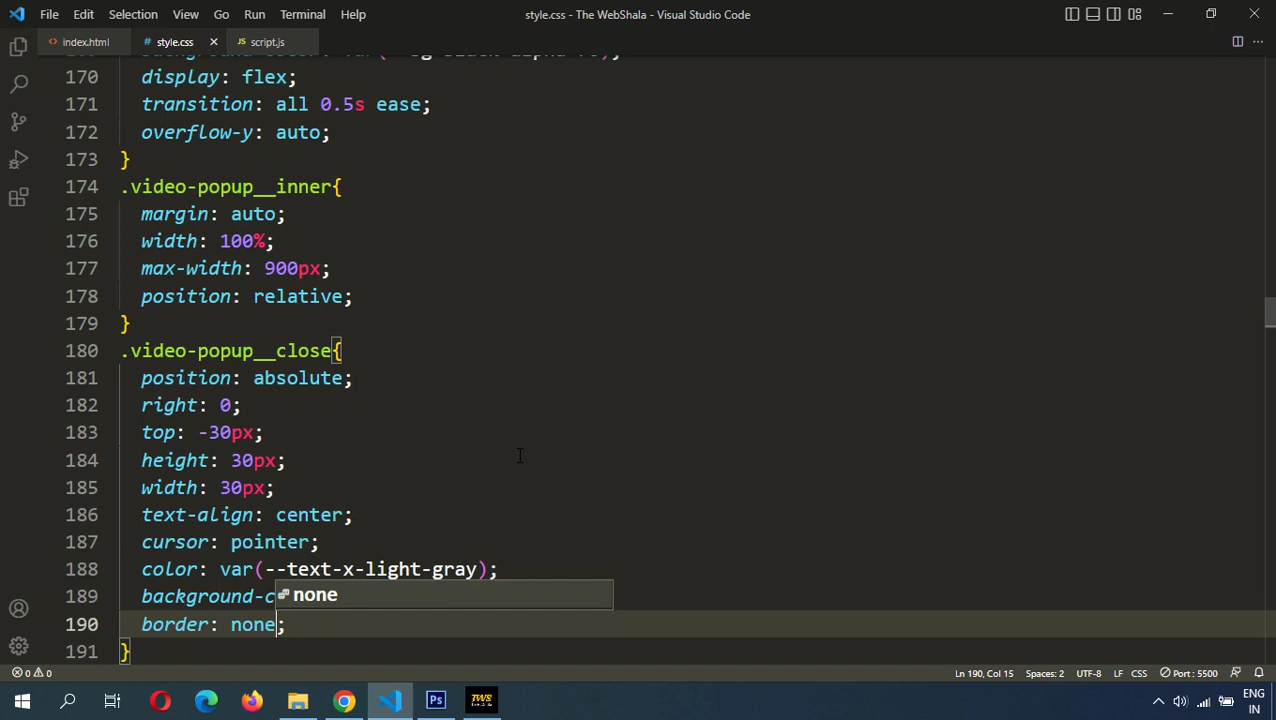 File Edit Selection View Go Run Terminal Help style.css - The WebShala - Visual Studio Code
index.html style.css script.js
170 display: flex;
171 transition: all 0.5s ease;
172 overflow-y: auto;
173 }
174 .video-popup__inner{
175 margin: auto;
176 width: 100%;
177 max-width: 900px;
178 position: relative;
179 }
180 .video-popup__close{
181 position: absolute;
182 right: 0;
183 top: -30px;
184 height: 30px;
185 width: 30px;
186 text-align: center;
187 cursor: pointer;
188 color: var(--text-x-light-gray);
189 background-c none
190 border: none;
191 }
0 0 Ln 190, Col 15 Spaces: 2 UTF-8 LF CSS Port : 5500
Ps TWS ENG
IN